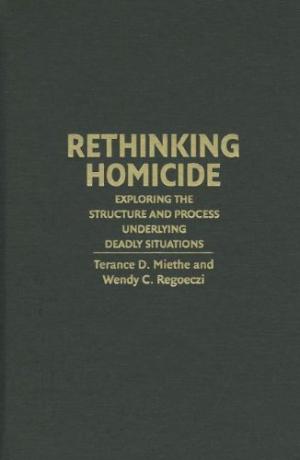 RETHINKING
HOMICIDE
EXPLORING THE
STRUCTURE AND PROCESS
UNDERLYING
DEADLY SITUATIONS
Terance D. Miethe and
Wendy C. Regoeczi